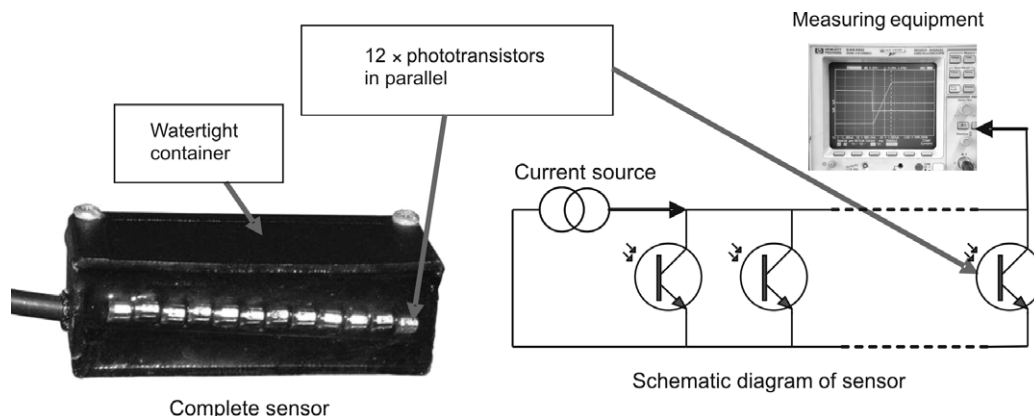 Measuring equipment
12 × phototransistors
in parallel
Watertight
container
Current source
Schematic diagram of sensor
Complete sensor